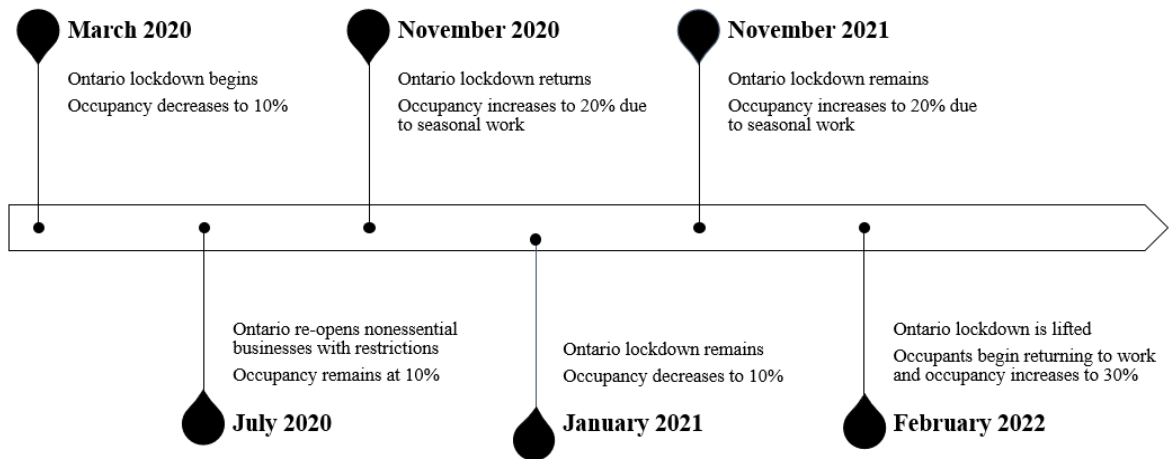 March 2020
Ontario lockdown begins
Occupancy decreases to 10%
November 2020
Ontario lockdown returns
Occupancy increases to 20% due
to seasonal work
November 2021
Ontario lockdown remains
Occupancy increases to 20% due
to seasonal work
Ontario re-opens nonessential
businesses with restrictions
Occupancy remains at 10%
July 2020
Ontario lockdown remains
Occupancy decreases to 10%
January 2021
Ontario lockdown is lifted
Occupants begin returning to work
and occupancy increases to 30%
February 2022